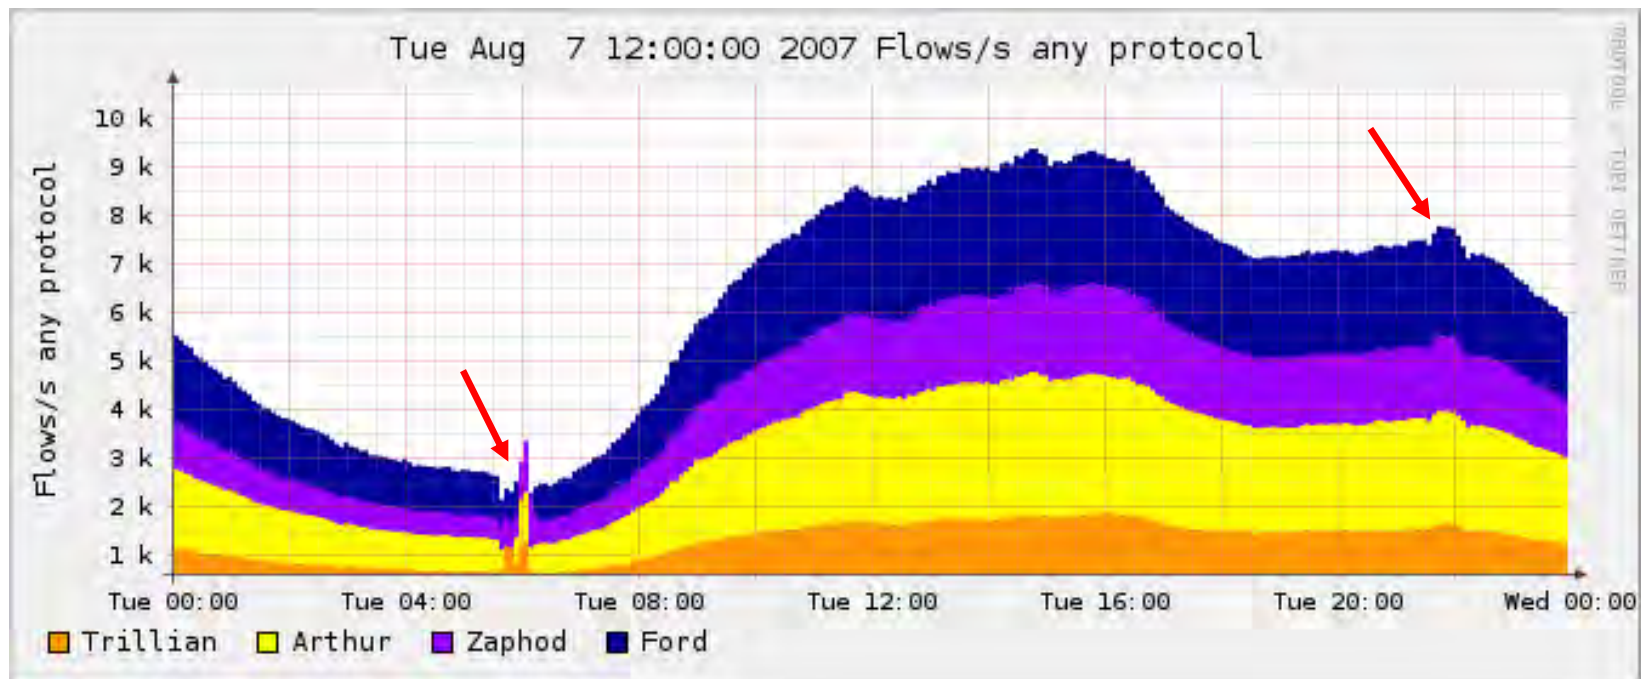 Tue Aug  7 12:00:00 2007 Flows/s any protocol
Flows/s any protocol
10 k
9 k
8 k
7 k
6 k
5 k
4 k
3 k
2 k
1 k
Tue 00:00 Tue 04:00 Tue 08:00 Tue 12:00 Tue 16:00 Tue 20:00 Wed 00:00
Trillian Arthur Zaphod Ford